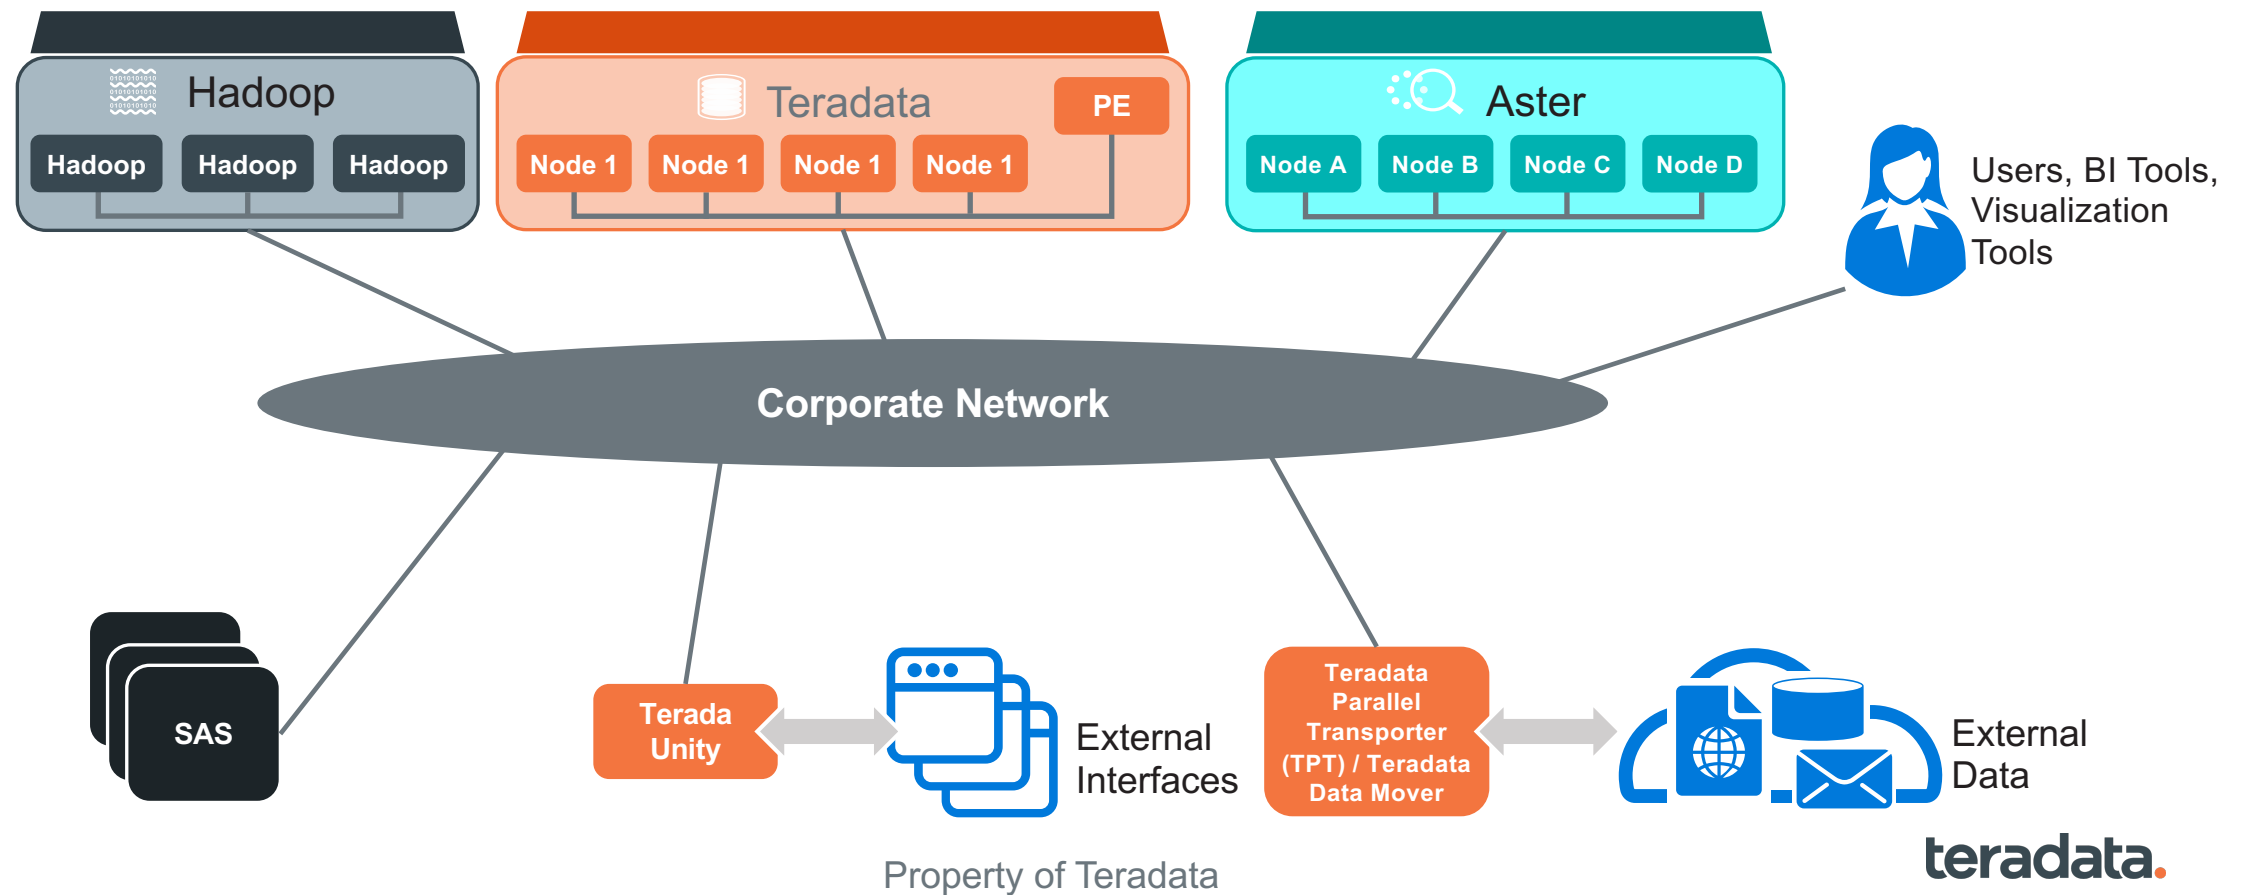 Hadoop
Teradata
PE
Aster
Hadoop
Hadoop
Hadoop
Node 1
Node 1
Node 1
Node 1
Node A
Node B
Node C
Node D
Users, BI Tools,
Visualization
Tools
Corporate Network
SAS
Terada
Unity
External
Interfaces
Teradata
Parallel
Transporter
(TPT) / Teradata
Data Mover
External
Data
Property of Teradata
teradata.